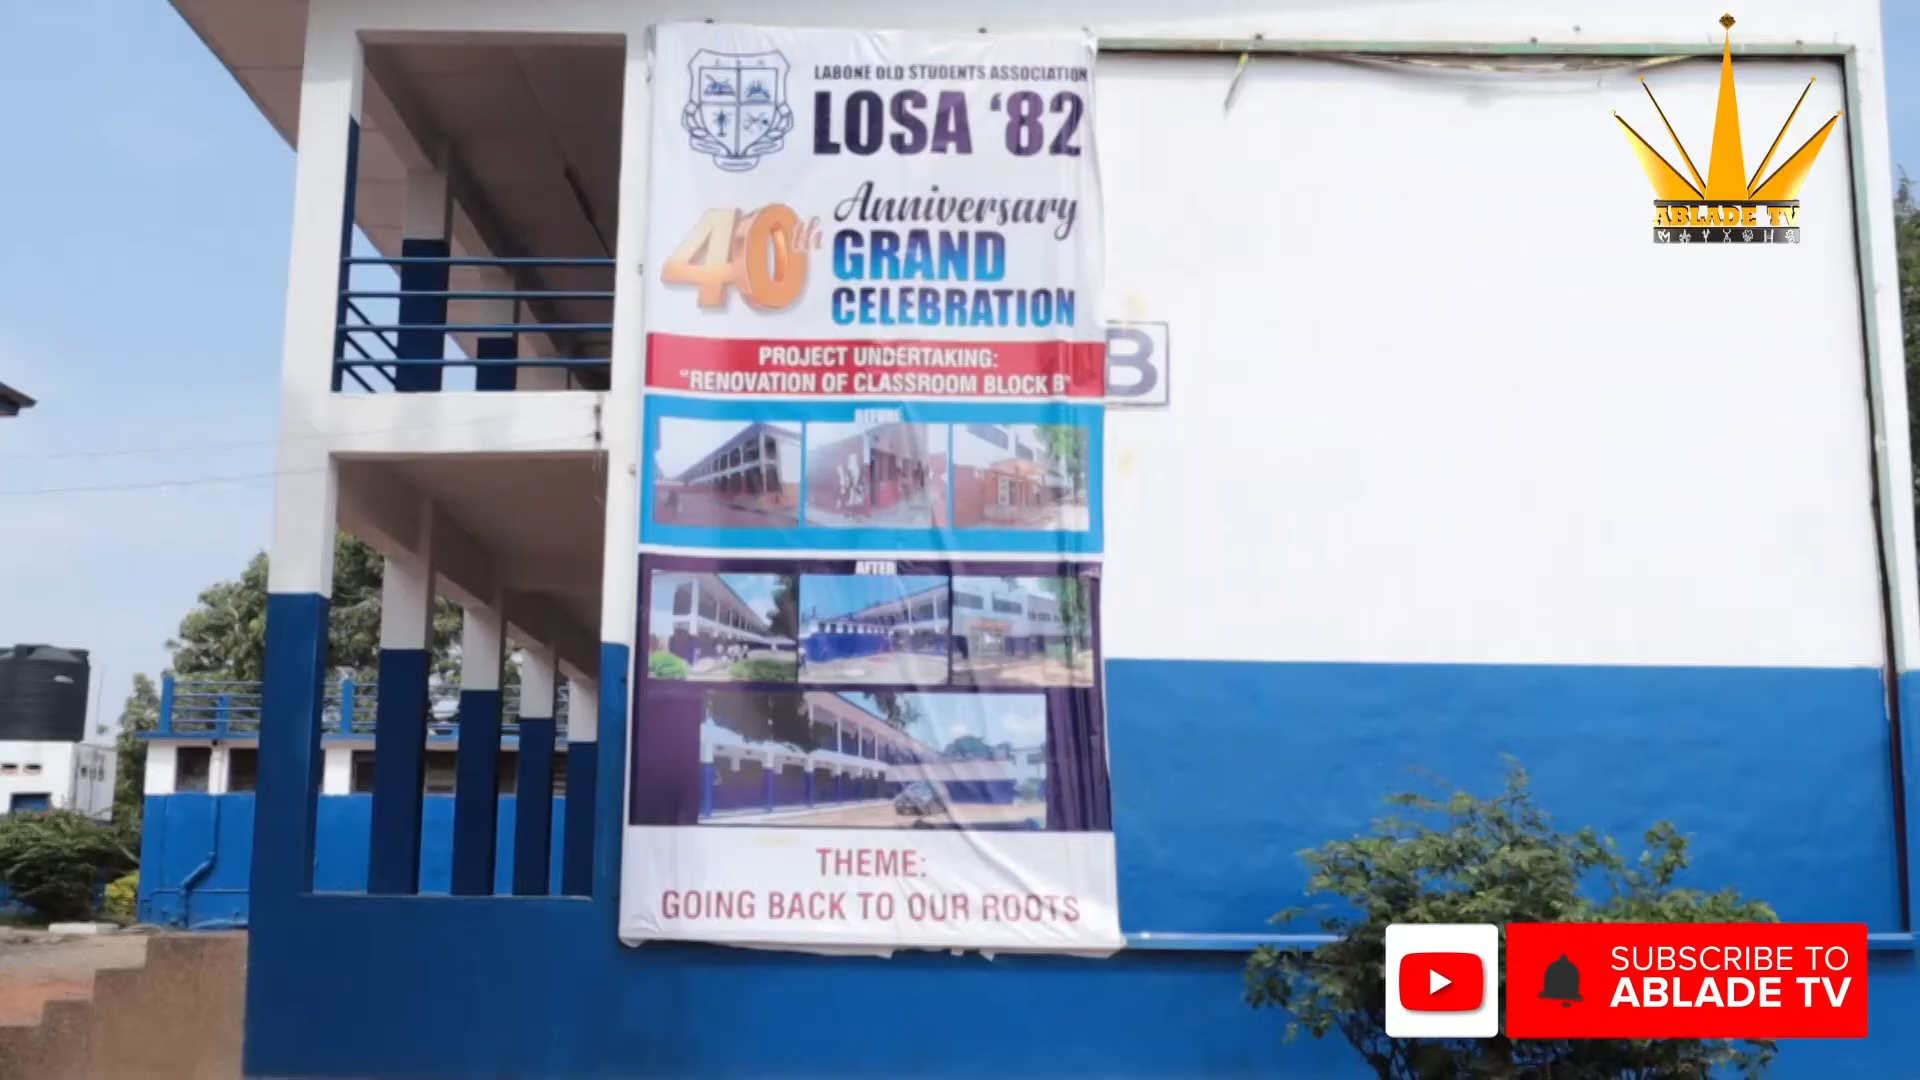 LABONE OLD STUDENTS ASSOCIATION
LOSA ‘82
40th
Anniversary
GRAND
CELEBRATION
PROJECT UNDERTAKING:
"RENOVATION OF CLASSROOM BLOCK B"
B
BEFORE
AFTER
THEME:
GOING BACK TO OUR ROOTS
ABLADE TV
SUBSCRIBE TO
ABLADE TV